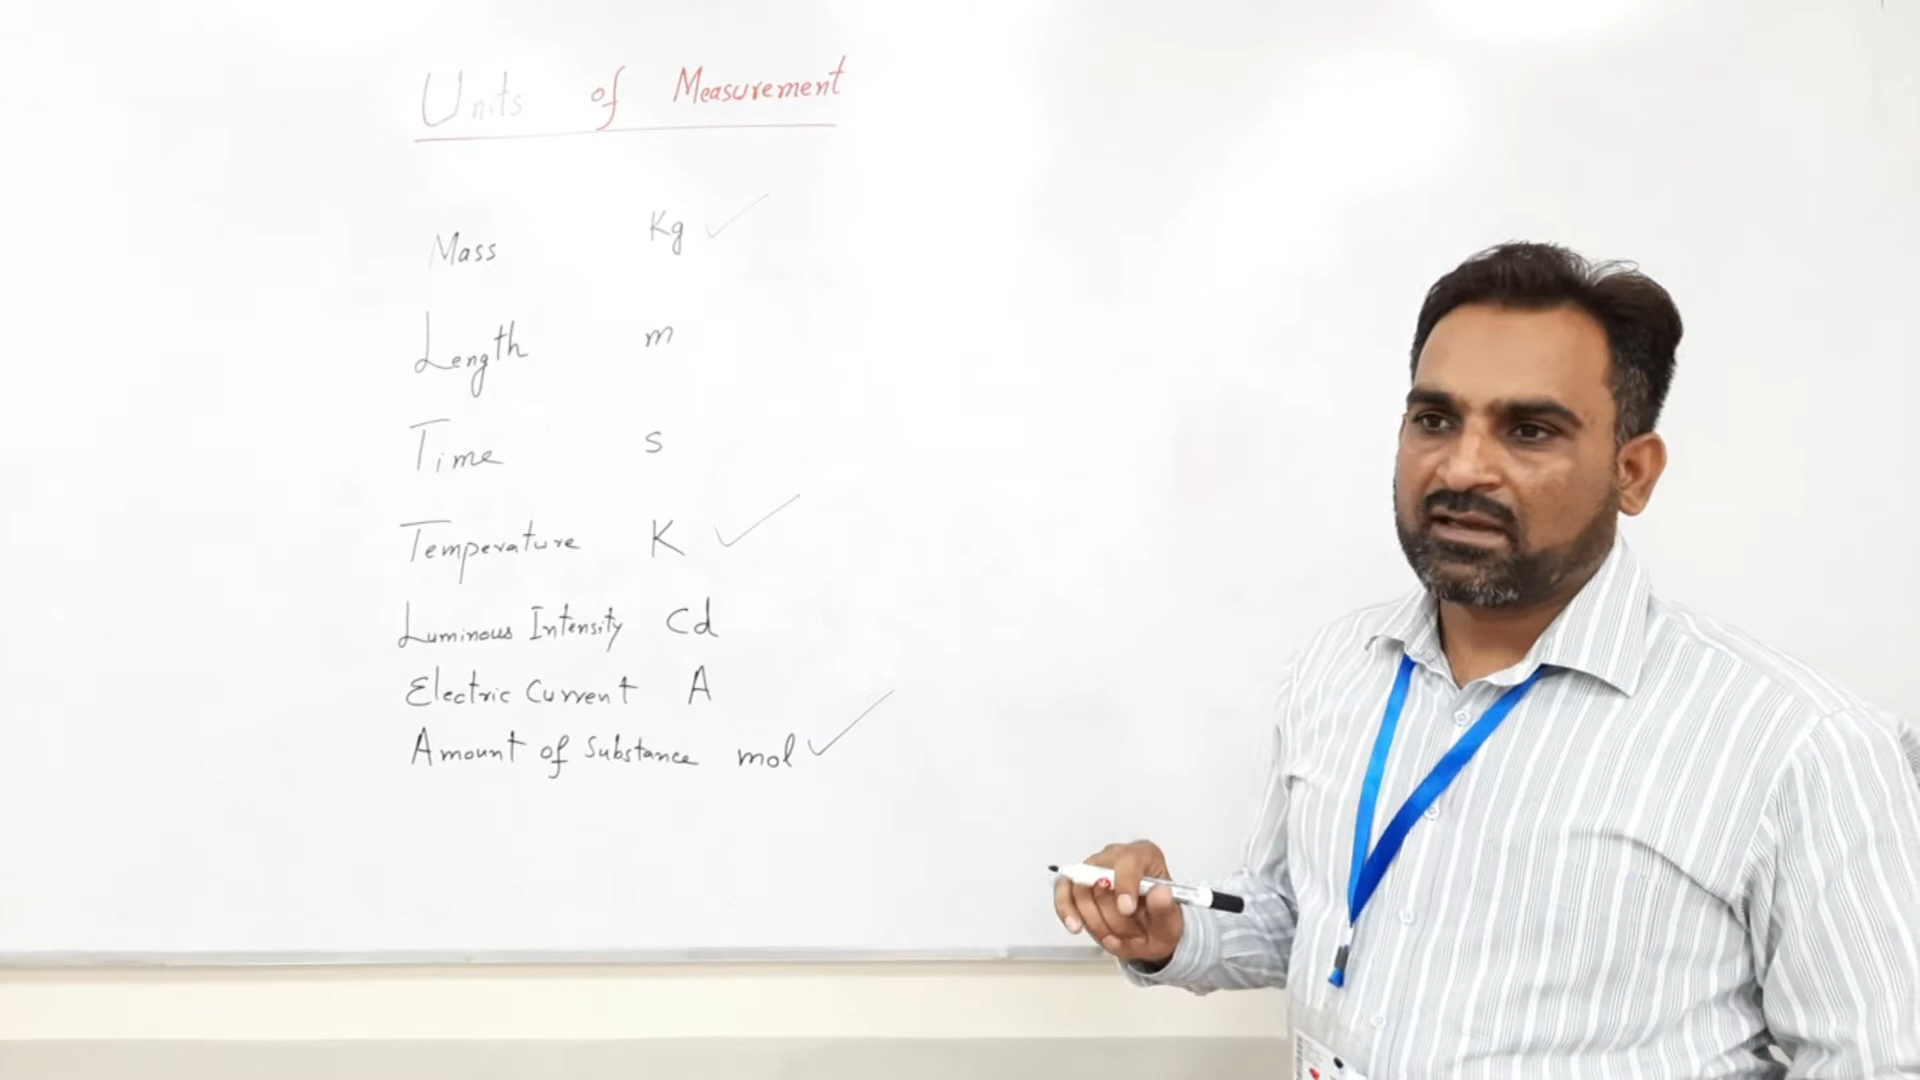 Units of Measurement
Mass Kg ✓
Length m
Time s
Temperature K ✓
Luminous Intensity Cd
Electric Current A
Amount of Substance mol ✓